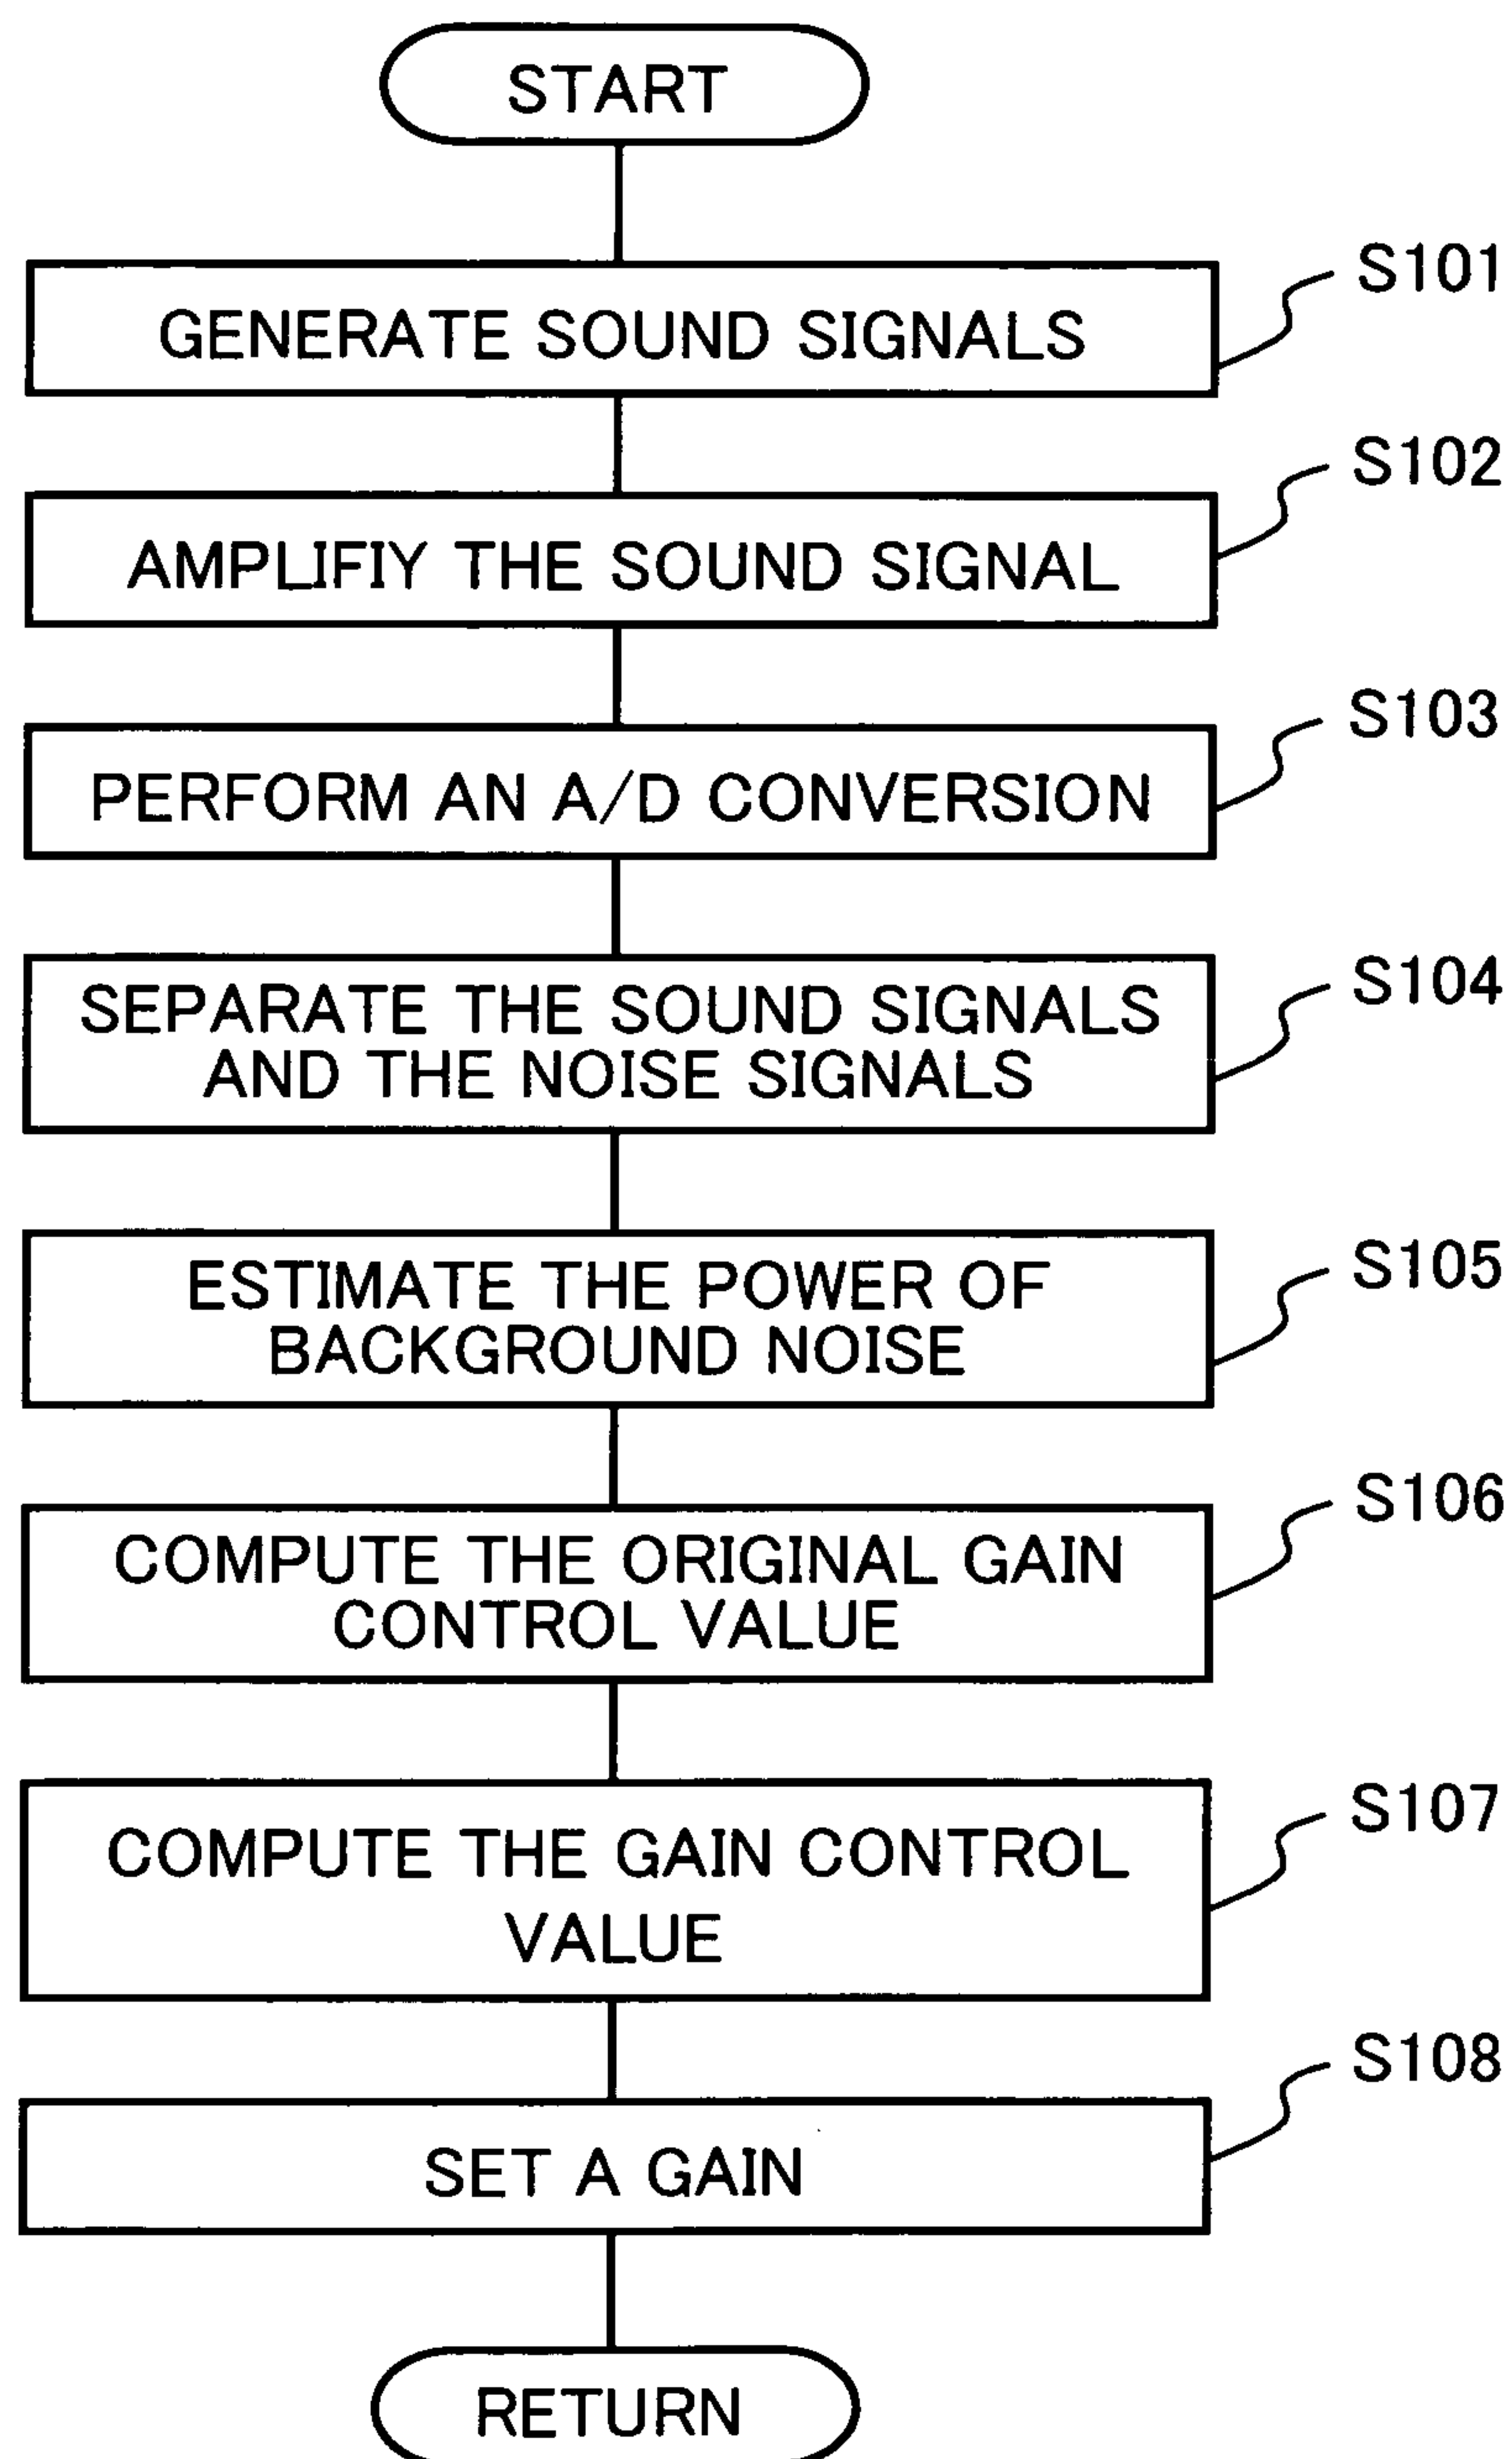 START
S101
GENERATE SOUND SIGNALS
S102
AMPLIFIY THE SOUND SIGNAL
S103
PERFORM AN A/D CONVERSION
S104
SEPARATE THE SOUND SIGNALS
AND THE NOISE SIGNALS
S105
ESTIMATE THE POWER OF
BACKGROUND NOISE
S106
COMPUTE THE ORIGINAL GAIN
CONTROL VALUE
S107
COMPUTE THE GAIN CONTROL
VALUE
S108
SET A GAIN
RETURN